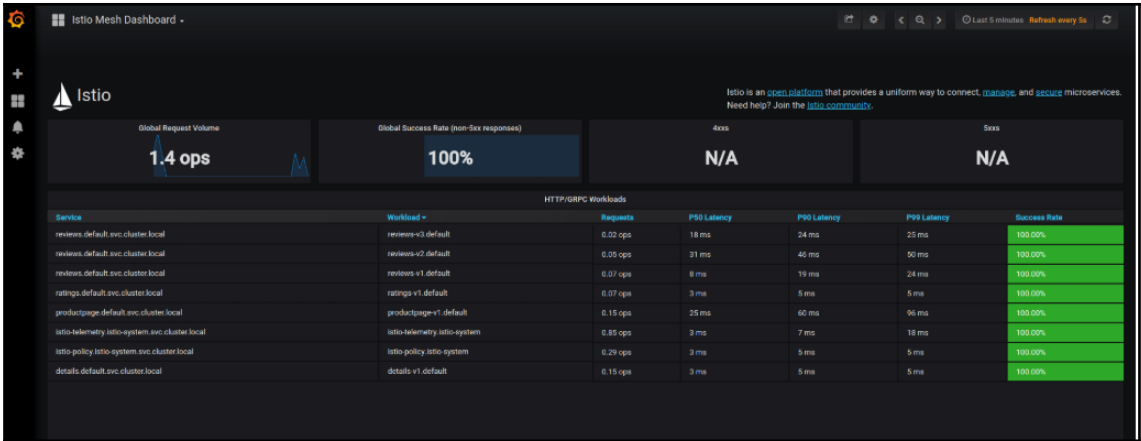 Istio Mesh Dashboard
Last 5 minutes Refresh every 5s
Istio
Istio is an open platform that provides a uniform way to connect, manage, and secure microservices.
Need help? Join the Istio community.
Global Request Volume
1.4 ops
Global Success Rate (non-5xx responses)
100%
4xxs
N/A
5xxs
N/A
HTTP/GRPC Workloads
Service Workload Requests P50 Latency P90 Latency P99 Latency Success Rate
reviews.default.svc.cluster.local reviews-v3.default 0.02 ops 18 ms 24 ms 25 ms 100.00%
reviews.default.svc.cluster.local reviews-v2.default 0.05 ops 31 ms 46 ms 50 ms 100.00%
reviews.default.svc.cluster.local reviews-v1.default 0.07 ops 8 ms 19 ms 24 ms 100.00%
ratings.default.svc.cluster.local ratings-v1.default 0.07 ops 3 ms 5 ms 5 ms 100.00%
productpage.default.svc.cluster.local productpage-v1.default 0.15 ops 25 ms 60 ms 96 ms 100.00%
istio-telemetry.istio-system.svc.cluster.local istio-telemetry.istio-system 0.85 ops 3 ms 7 ms 18 ms 100.00%
istio-policy.istio-system.svc.cluster.local istio-policy.istio-system 0.29 ops 3 ms 5 ms 5 ms 100.00%
details.default.svc.cluster.local details-v1.default 0.15 ops 3 ms 5 ms 5 ms 100.00%